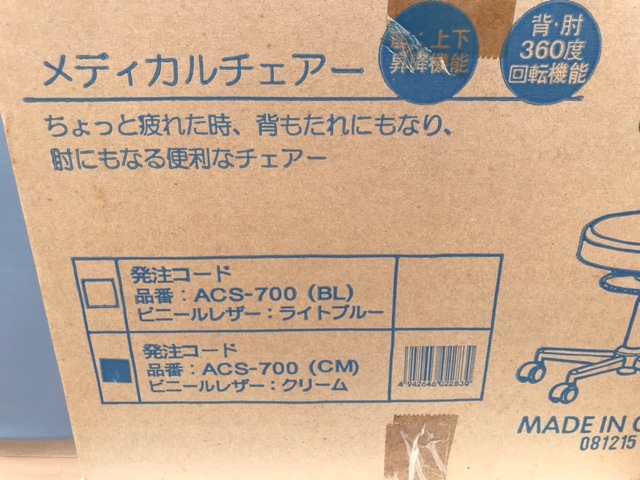 メディカルチェアー
上下
昇降機能
背・肘
360度
回転機能
ちょっと疲れた時、背もたれにもなり、
肘にもなる便利なチェアー
発注コード
品番：ACS-700（BL）
ビニールレザー：ライトブルー
発注コード
品番：ACS-700（CM）
ビニールレザー：クリーム
4942646022830
MADE IN
081215